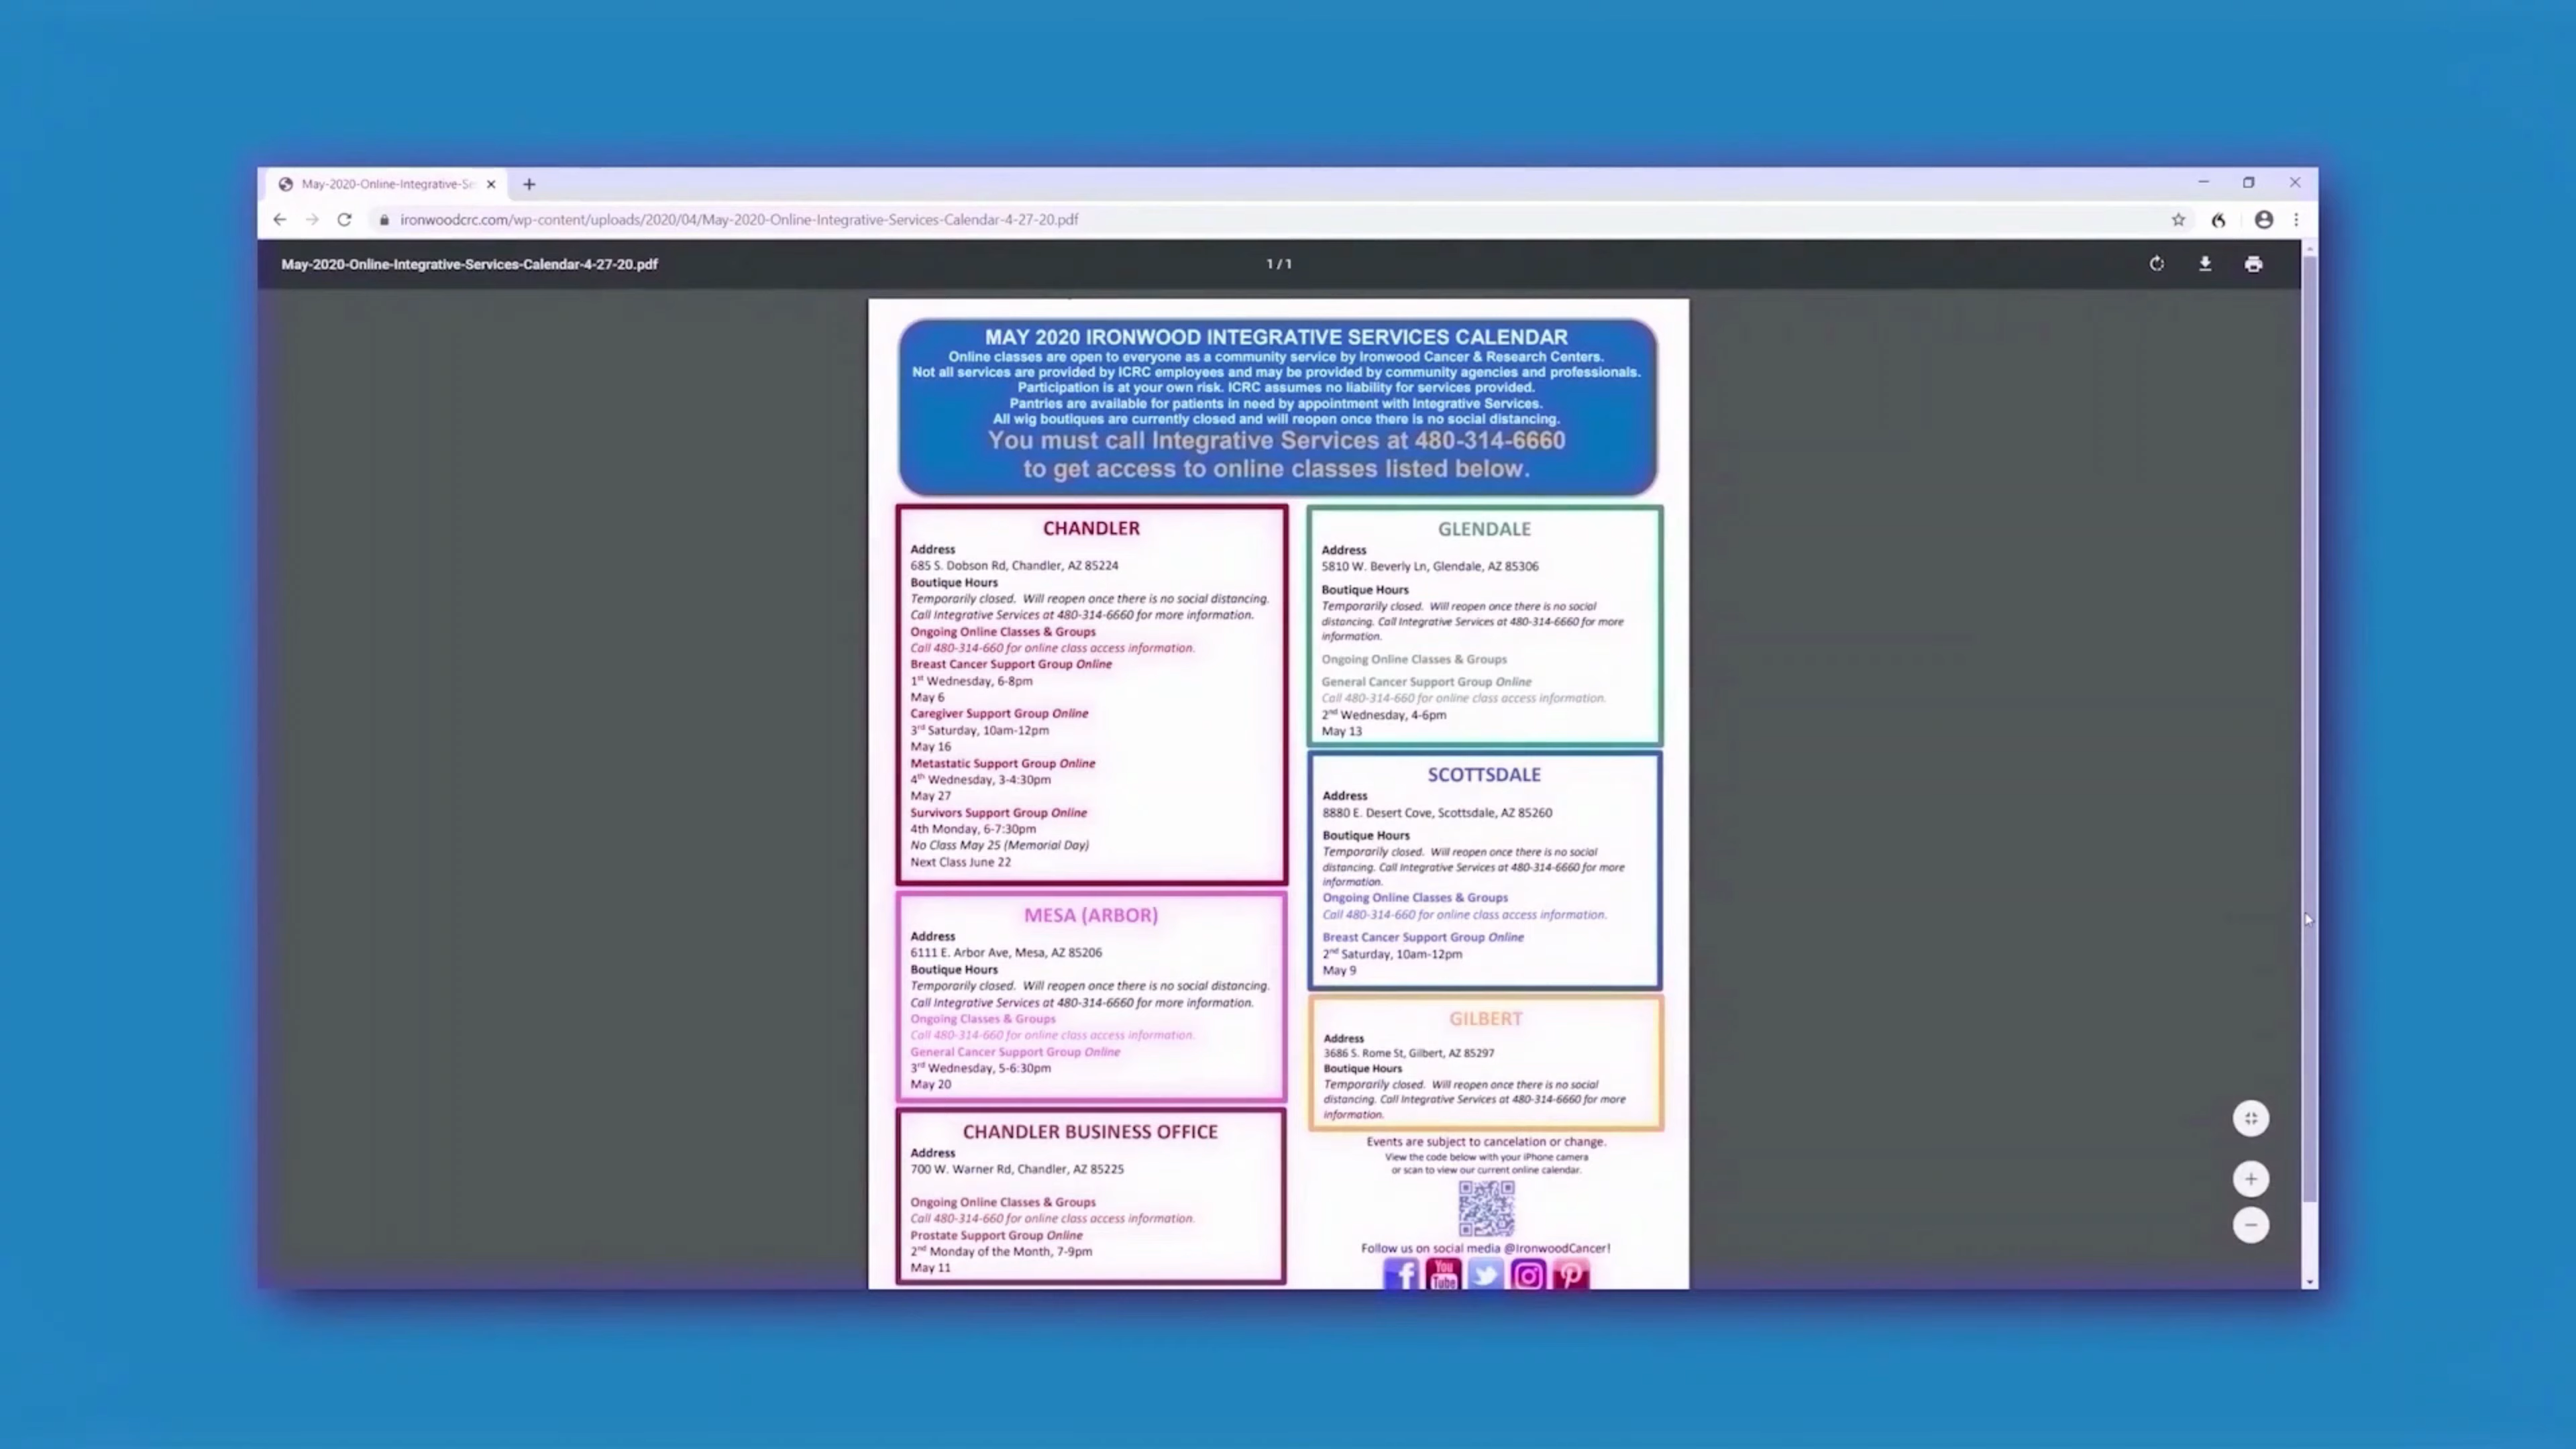 May-2020-Online-Integrative-Se
ironwoodcrc.com/wp-content/uploads/2020/04/May-2020-Online-Integrative-Services-Calendar-4-27-20.pdf
May-2020-Online-Integrative-Services-Calendar-4-27-20.pdf
1 / 1
MAY 2020 IRONWOOD INTEGRATIVE SERVICES CALENDAR
Online classes are open to everyone as a community service by Ironwood Cancer & Research Centers.
Not all services are provided by ICRC employees and may be provided by community agencies and professionals.
Participation is at your own risk. ICRC assumes no liability for services provided.
Pantries are available for patients in need by appointment with Integrative Services.
All wig boutiques are currently closed and will reopen once there is no social distancing.
You must call Integrative Services at 480-314-6660
to get access to online classes listed below.
CHANDLER
Address
685 S. Dobson Rd, Chandler, AZ 85224
Boutique Hours
Temporarily closed. Will reopen once there is no social distancing.
Call Integrative Services at 480-314-6660 for more information.
Ongoing Online Classes & Groups
Call 480-314-660 for online class access information.
Breast Cancer Support Group Online
1st Wednesday, 6-8pm
May 6
Caregiver Support Group Online
3rd Saturday, 10am-12pm
May 16
Metastatic Support Group Online
4th Wednesday, 3-4:30pm
May 27
Survivors Support Group Online
4th Monday, 6-7:30pm
No Class May 25 (Memorial Day)
Next Class June 22
MESA (ARBOR)
Address
6111 E. Arbor Ave, Mesa, AZ 85206
Boutique Hours
Temporarily closed. Will reopen once there is no social distancing.
Call Integrative Services at 480-314-6660 for more information.
Ongoing Classes & Groups
Call 480-314-660 for online class access information.
General Cancer Support Group Online
3rd Wednesday, 5-6:30pm
May 20
CHANDLER BUSINESS OFFICE
Address
700 W. Warner Rd, Chandler, AZ 85225
Ongoing Online Classes & Groups
Call 480-314-660 for online class access information.
Prostate Support Group Online
2nd Monday of the Month, 7-9pm
May 11
GLENDALE
Address
5810 W. Beverly Ln, Glendale, AZ 85306
Boutique Hours
Temporarily closed. Will reopen once there is no social
distancing. Call Integrative Services at 480-314-6660 for more
information.
Ongoing Online Classes & Groups
General Cancer Support Group Online
Call 480-314-660 for online class access information.
2nd Wednesday, 4-6pm
May 13
SCOTTSDALE
Address
8880 E. Desert Cove, Scottsdale, AZ 85260
Boutique Hours
Temporarily closed. Will reopen once there is no social
distancing. Call Integrative Services at 480-314-6660 for more
information.
Ongoing Online Classes & Groups
Call 480-314-660 for online class access information.
Breast Cancer Support Group Online
2nd Saturday, 10am-12pm
May 9
GILBERT
Address
3686 S. Rome St, Gilbert, AZ 85297
Boutique Hours
Temporarily closed. Will reopen once there is no social
distancing. Call Integrative Services at 480-314-6660 for more
information.
Events are subject to cancelation or change.
View the code below with your iPhone camera
or scan to view our current online calendar.
Follow us on social media @IronwoodCancer!
You
Tube